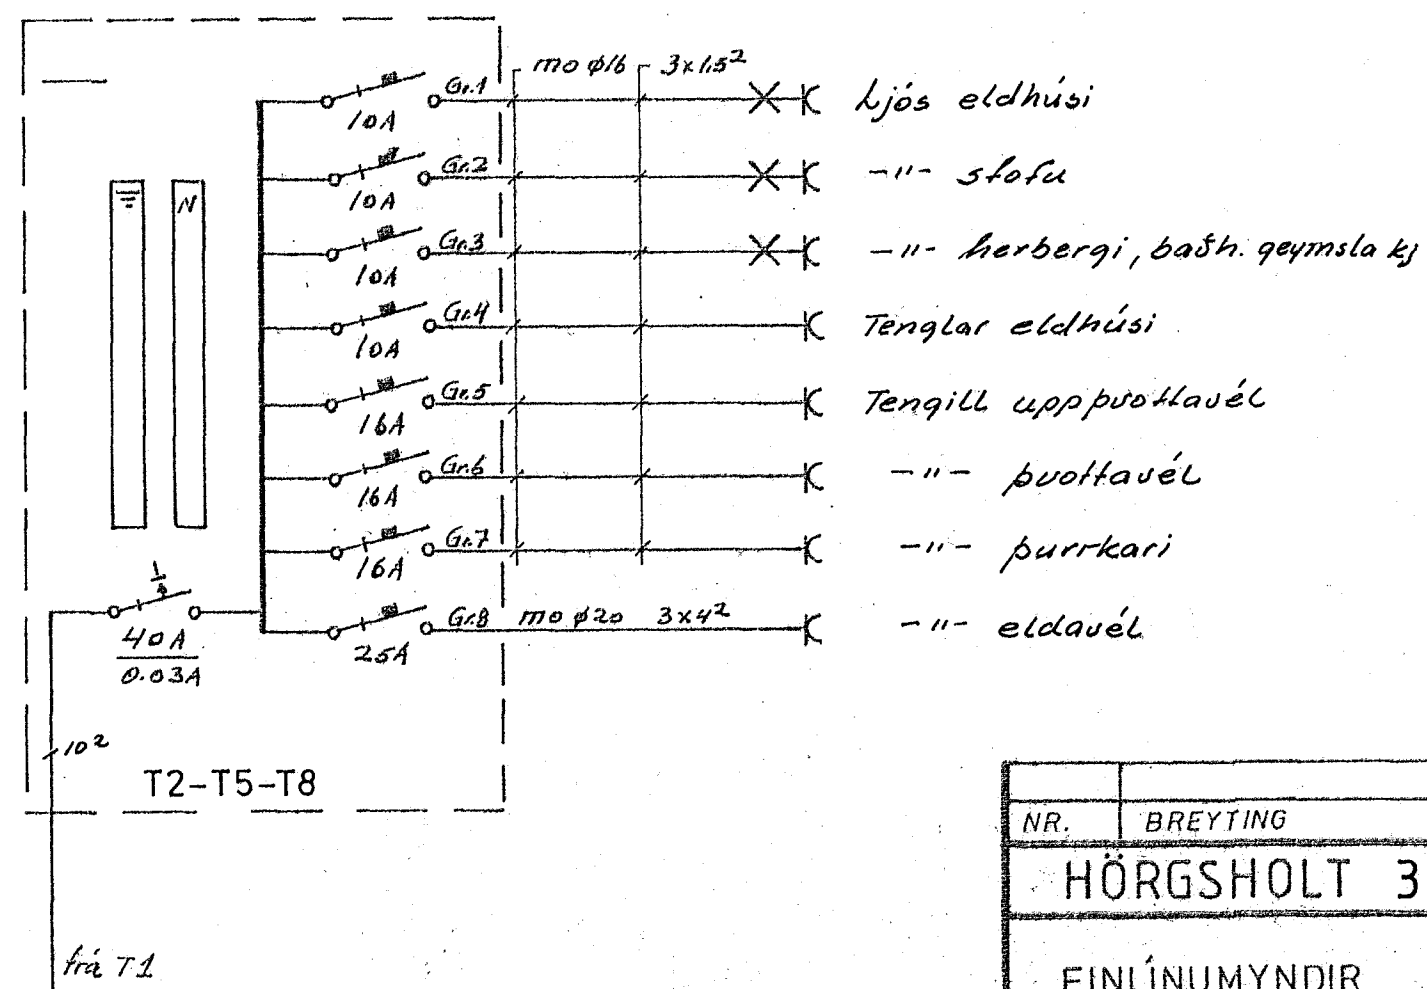 mo ø16 3x1.5²
Gr.1 10A Ljós eldhúsi
Gr.2 10A -"- stofu
N
Gr.3 10A -"- herbergi, baðh. geymsla kj
Gr.4 10A Tenglar eldhúsi
Gr.5 16A Tengill uppþvottavél
Gr.6 16A -"- þvottavél
Gr.7 16A -"- þurrkari
Gr.8 25A mo ø20 3x4² -"- eldavél
40A
0.03A
10²
T2-T5-T8
frá T1
NR. BREYTING
HÖRGSHOLT 3
EINLÍNUMYNDIR